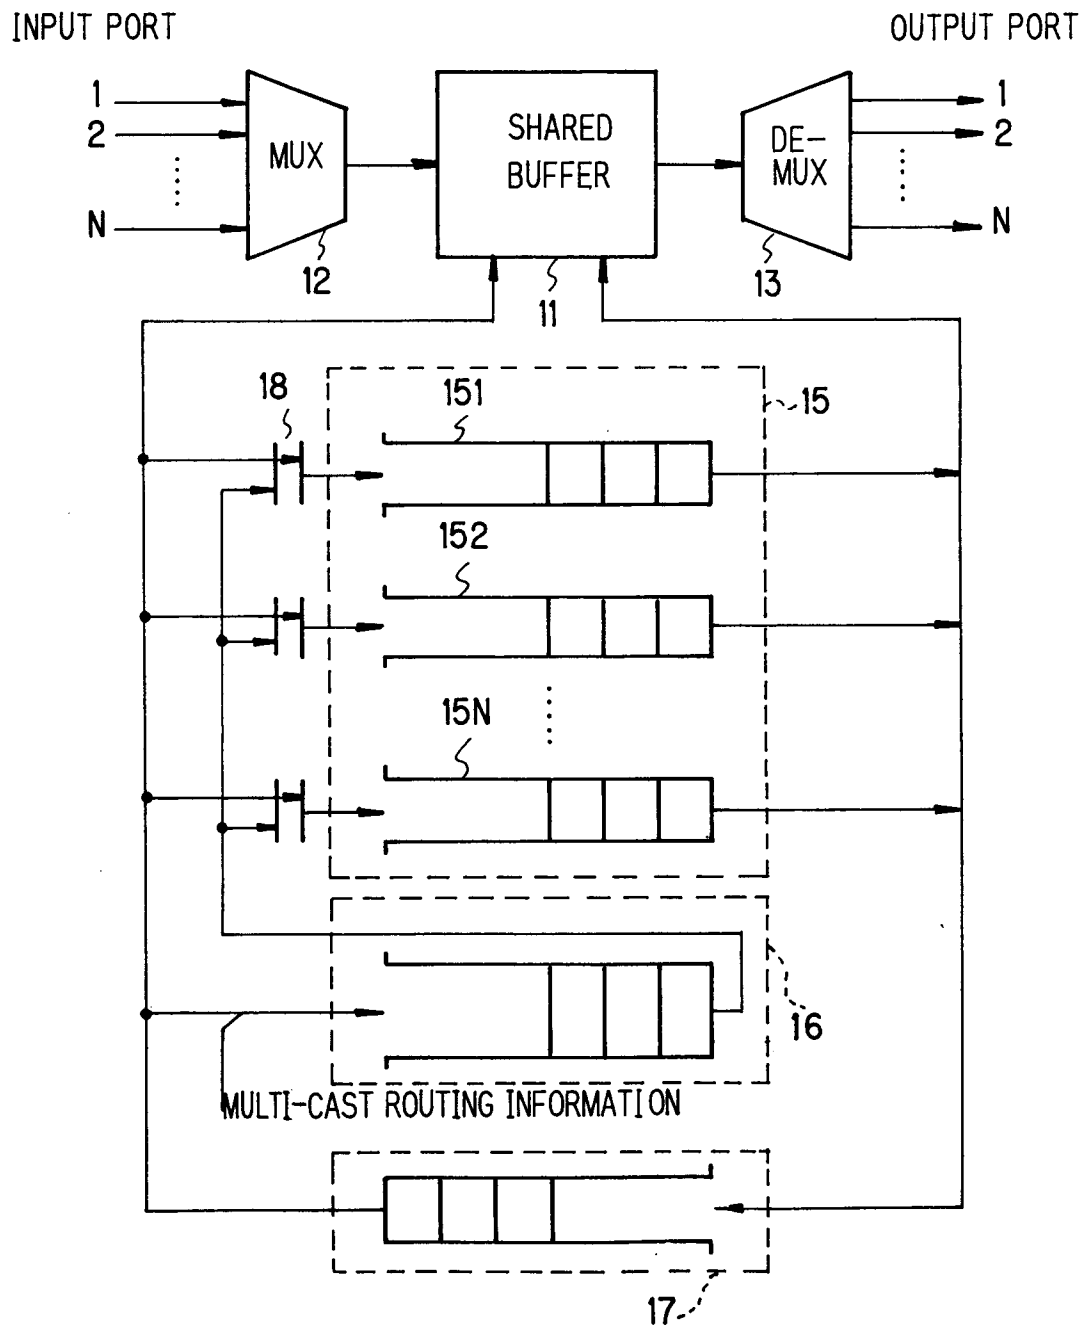 INPUT PORT
OUTPUT PORT
1
2
N
MUX
12
SHARED
BUFFER
11
DE-
MUX
13
1
2
N
18
151
15
152
15N
16
MULTI-CAST ROUTING INFORMATION
17